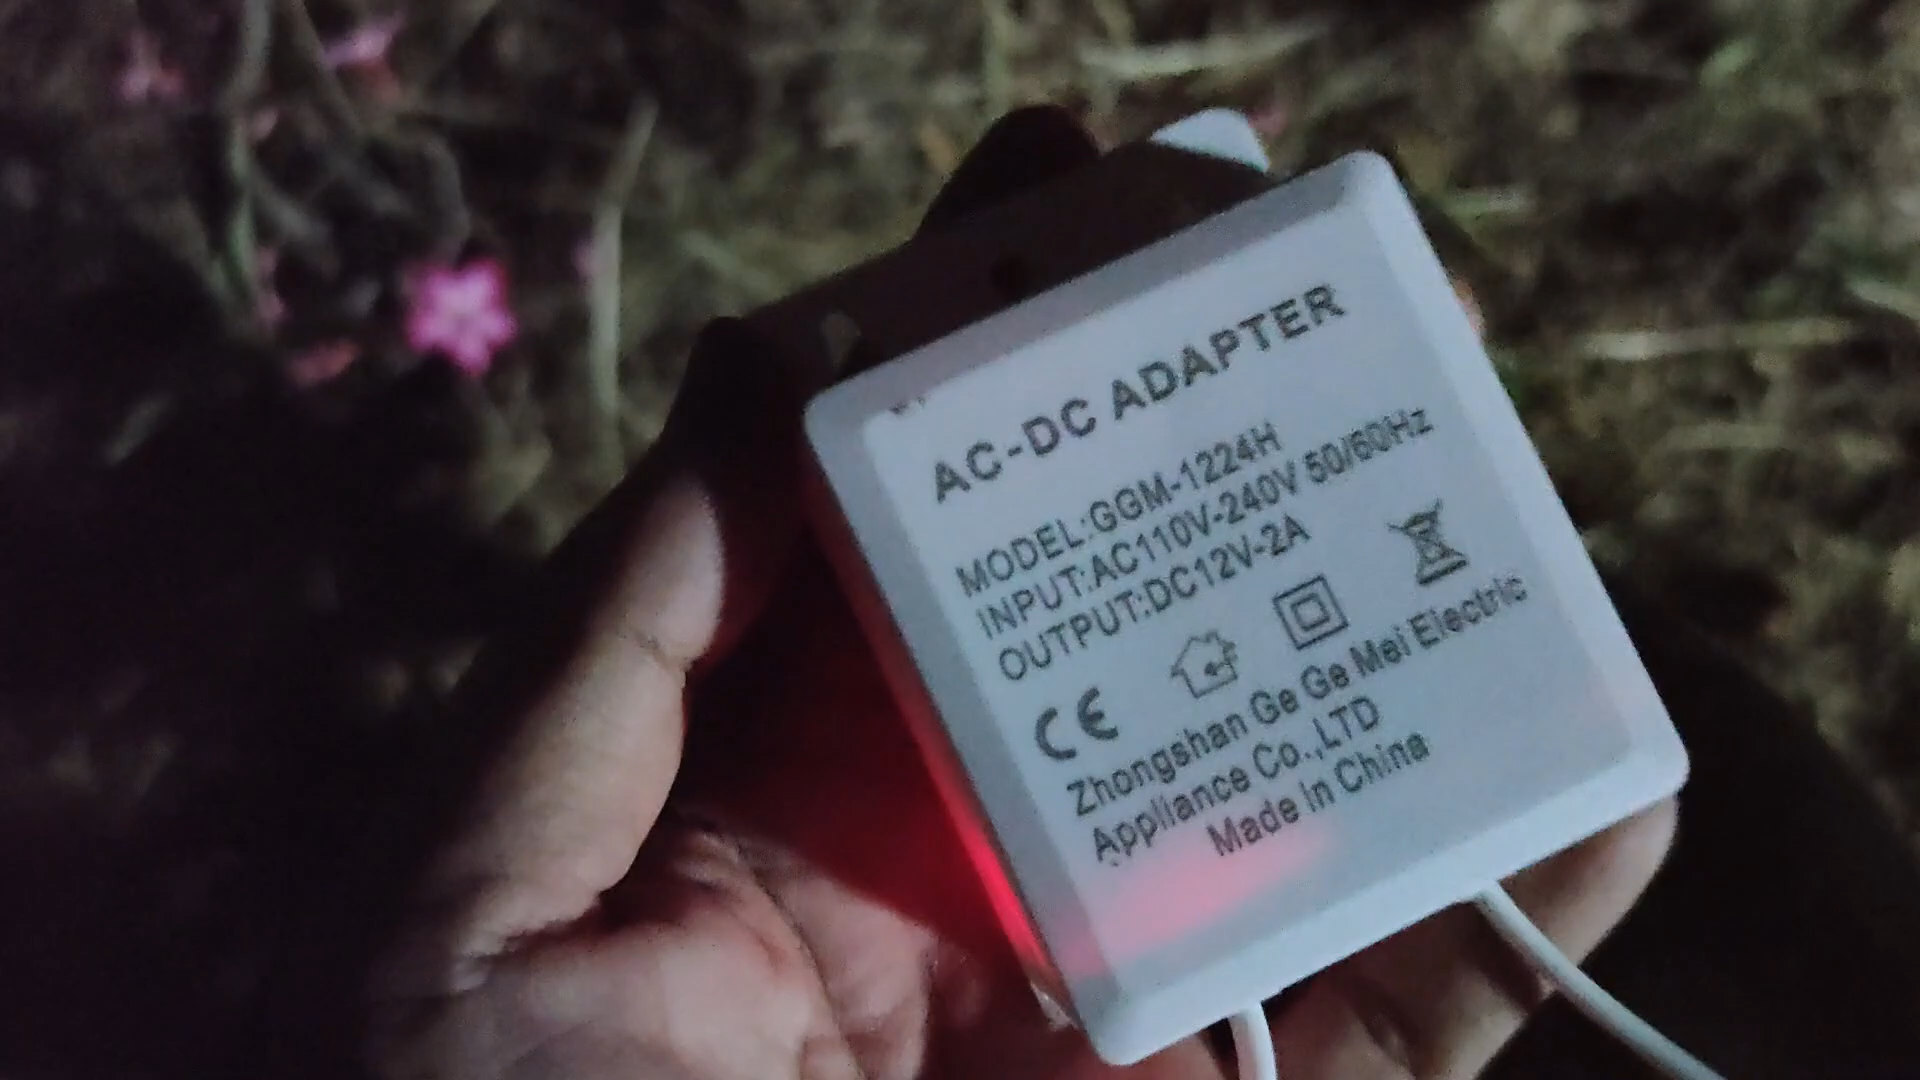 AC-DC ADAPTER
MODEL:GGM-1224H
INPUT:AC110V-240V 50/60Hz
OUTPUT:DC12V-2A
CE
Zhongshan Ge Ge Mei Electric
Appliance Co.,LTD
Made In China